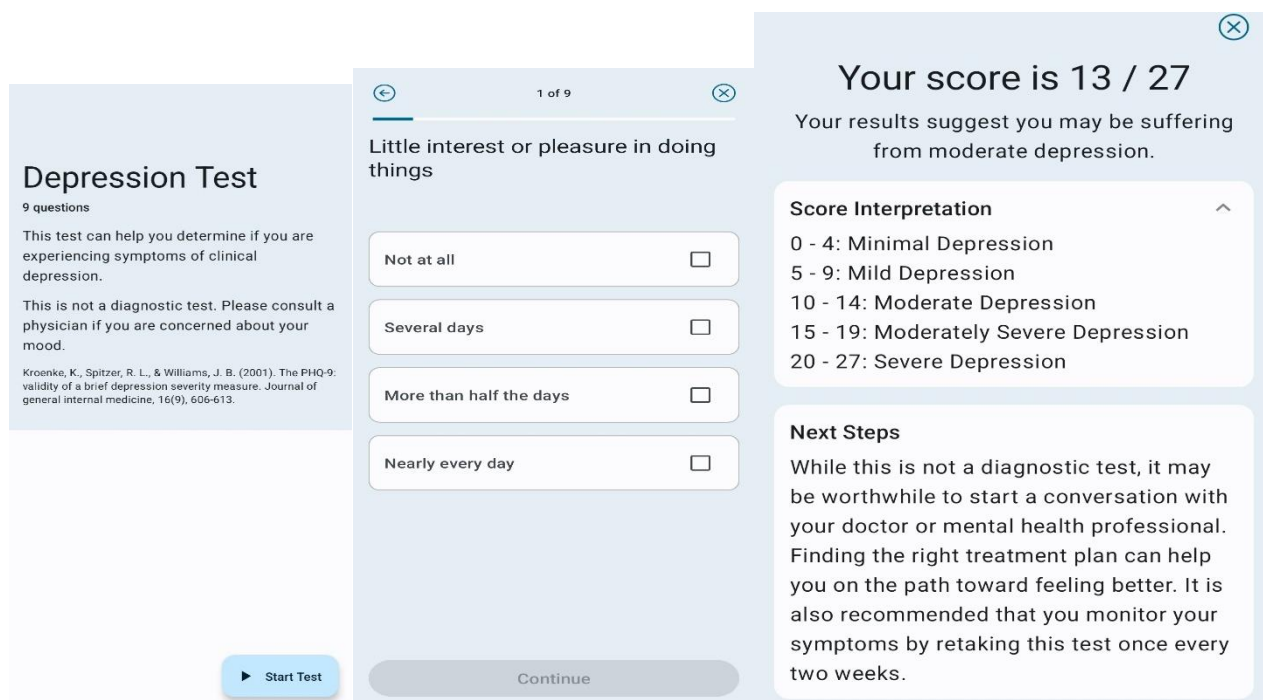 Depression Test
9 questions
This test can help you determine if you are
experiencing symptoms of clinical
depression.
This is not a diagnostic test. Please consult a
physician if you are concerned about your
mood.
Kroenke, K., Spitzer, R. L., & Williams, J. B. (2001). The PHQ-9:
validity of a brief depression severity measure. Journal of
general internal medicine, 16(9), 606-613.
Start Test
1 of 9
Little interest or pleasure in doing
things
Not at all
Several days
More than half the days
Nearly every day
Continue
Your score is 13 / 27
Your results suggest you may be suffering
from moderate depression.
Score Interpretation
0 - 4: Minimal Depression
5 - 9: Mild Depression
10 - 14: Moderate Depression
15 - 19: Moderately Severe Depression
20 - 27: Severe Depression
Next Steps
While this is not a diagnostic test, it may
be worthwhile to start a conversation with
your doctor or mental health professional.
Finding the right treatment plan can help
you on the path toward feeling better. It is
also recommended that you monitor your
symptoms by retaking this test once every
two weeks.